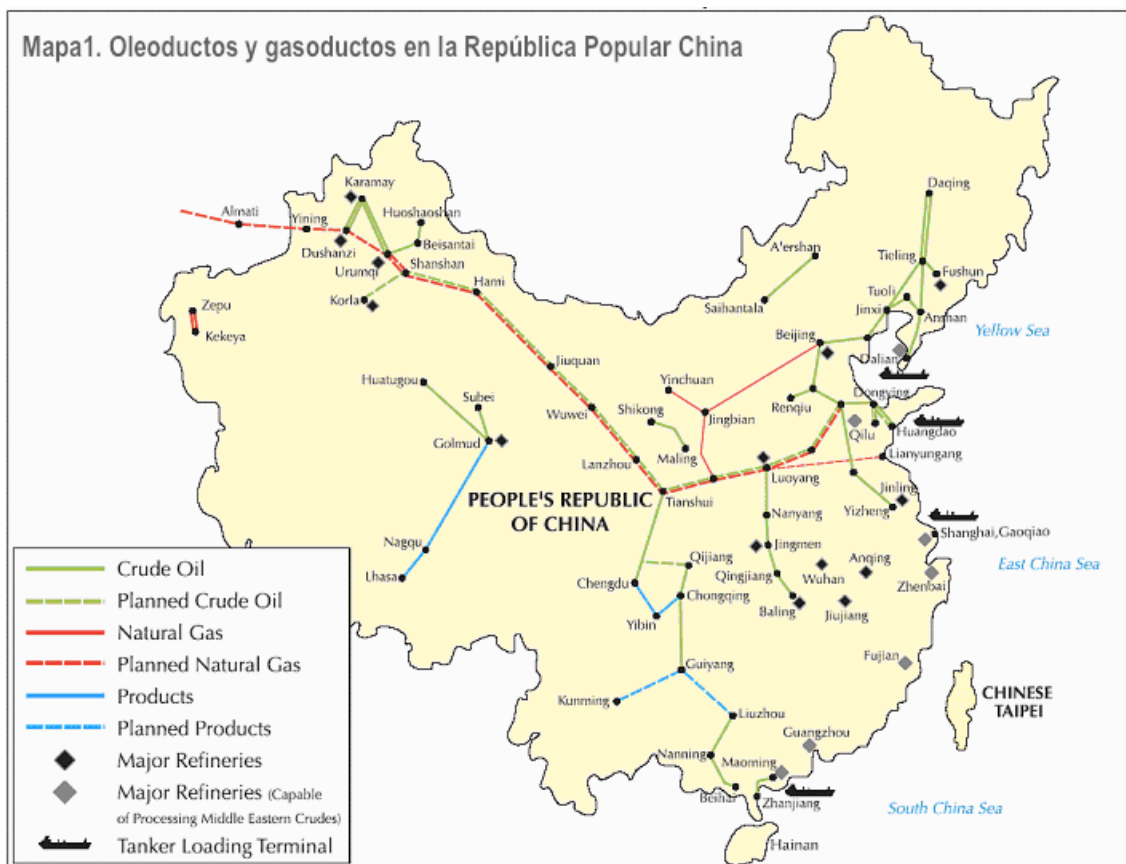 Mapa1. Oleoductos y gasoductos en la República Popular China
Karamay
Daqing
Almati
Yining
Huoshaoshan
Beisantai
Dushanzi
Urumqi
Shanshan
A'ershan
Tieling
Fushun
Tuoli
Korla
Hami
Saihantala
Jinxi
Anshan
Zepu
Kekeya
Beijing
Yellow Sea
Dalian
Jiuquan
Huatugou
Subei
Yinchuan
Renqiu
Dongying
Wuwei
Shikong
Jingbian
Qilu
Huangdao
Golmud
Maling
Lanzhou
Luoyang
Lianyungang
Tianshui
PEOPLE'S REPUBLIC
OF CHINA
Jinling
Yizheng
Nanyang
Shanghai,Gaoqiao
Nagqu
Lhasa
Jingmen
Qijiang
Anqing
East China Sea
Chengdu
Qingjiang
Wuhan
Zhenbai
Chongqing
Yibin
Baling
Jiujiang
Guiyang
Fujian
Kunming
CHINESE
TAIPEI
Liuzhou
Guangzhou
Nanning
Maoming
Beihai
Zhanjiang
South China Sea
Hainan
Crude Oil
Planned Crude Oil
Natural Gas
Planned Natural Gas
Products
Planned Products
Major Refineries
Major Refineries (Capable
of Processing Middle Eastern Crudes)
Tanker Loading Terminal